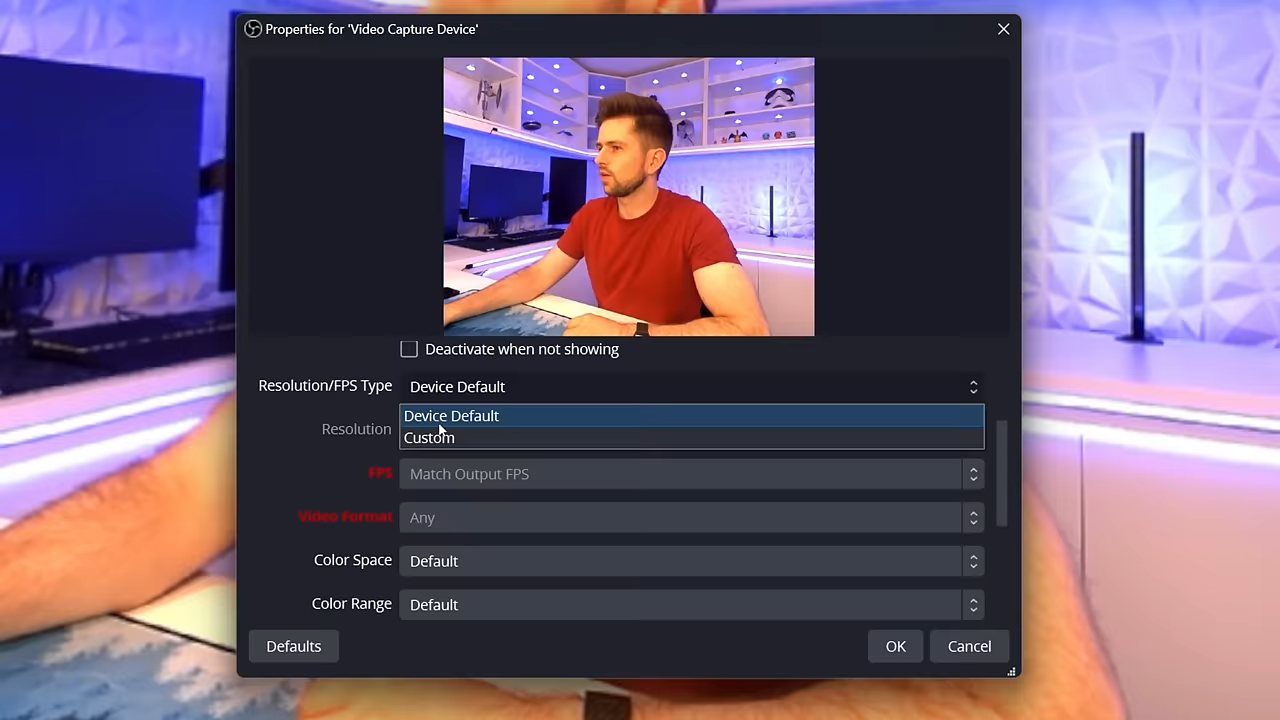 Properties for 'Video Capture Device'
Deactivate when not showing
Resolution/FPS Type Device Default
Device Default
Resolution
Custom
FPS Match Output FPS
Video Format Any
Color Space Default
Color Range Default
Defaults OK Cancel